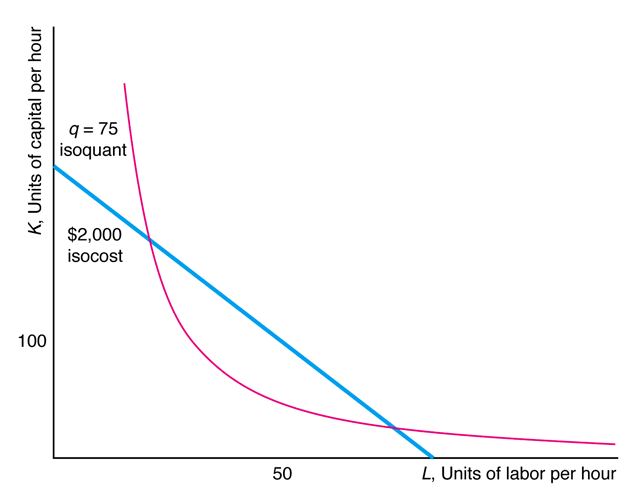 K, Units of capital per hour
q = 75
isoquant
$2,000
isocost
100
50
L, Units of labor per hour